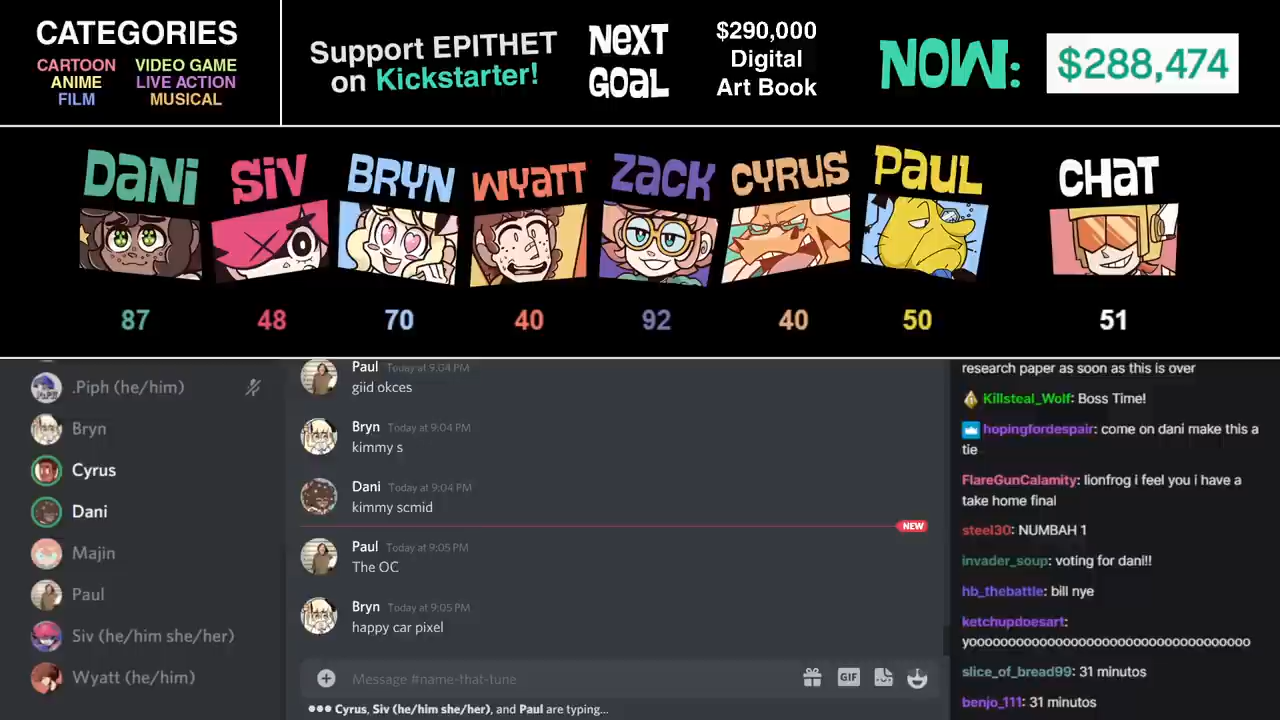 CATEGORIES
CARTOON
ANIME
FILM
VIDEO GAME
LIVE ACTION
MUSICAL
Support EPITHET
on Kickstarter!
NEXT
GOAL
$290,000
Digital
Art Book
NOW:
$288,474
DANI
SIV
BRYN
WYATT
ZACK
CYRUS
PAUL
CHAT
87
48
70
40
92
40
50
51
.Piph (he/him)
Bryn
Cyrus
Dani
Majin
Paul
Siv (he/him she/her)
Wyatt (he/him)
Paul Today at 9:04 PM
giid okces
Bryn Today at 9:04 PM
kimmy s
Dani Today at 9:04 PM
kimmy scmid
NEW
Paul Today at 9:05 PM
The OC
Bryn Today at 9:05 PM
happy car pixel
Message #name-that-tune
GIF
Cyrus, Siv (he/him she/her), and Paul are typing...
research paper as soon as this is over
Killsteal_Wolf: Boss Time!
hopingfordespair: come on dani make this a
tie
FlareGunCalamity: lionfrog i feel you i have a
take home final
steel30: NUMBAH 1
invader_soup: voting for dani!!
hb_thebattle: bill nye
ketchupdoesart:
yooooooooooooooooooooooooooooooooooo
slice_of_bread99: 31 minutos
benjo_111: 31 minutos